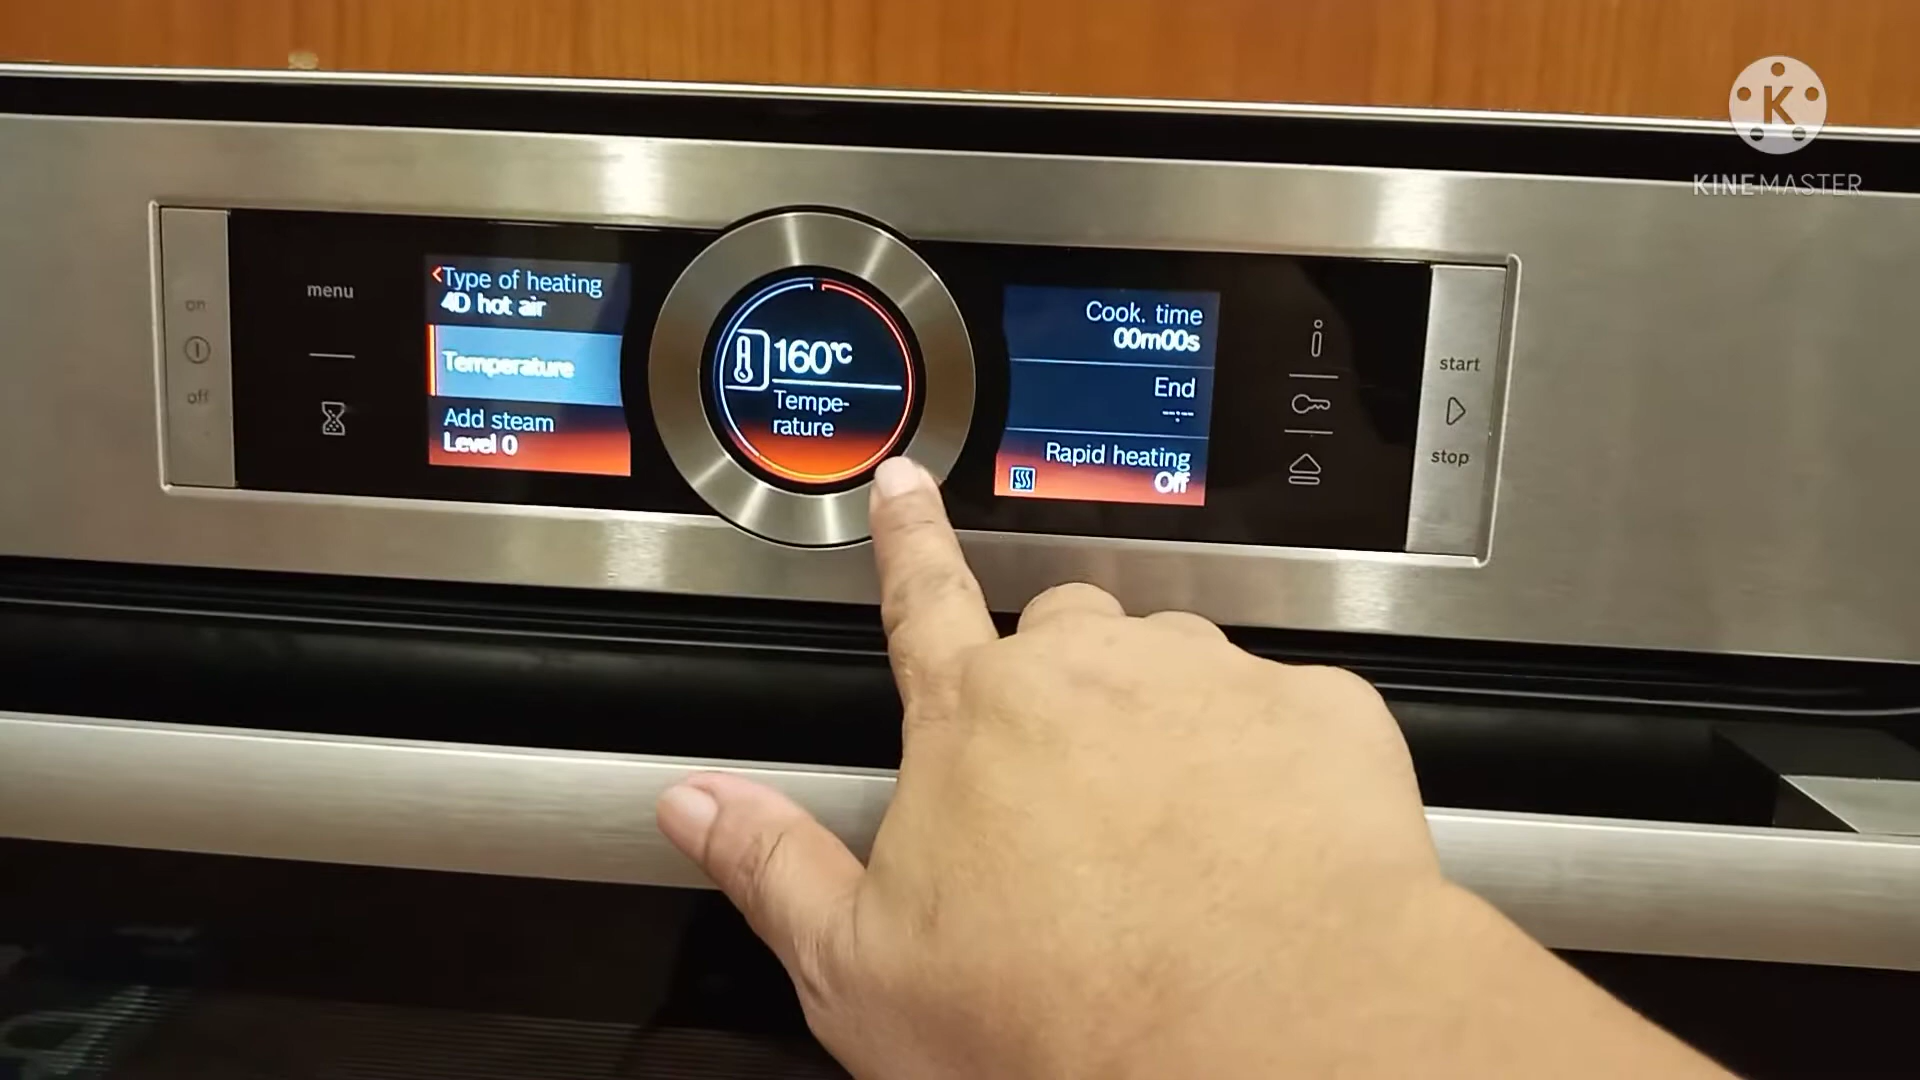 on
off
menu
<Type of heating
4D hot air
Temperature
Add steam
Level 0
160°C
Tempe-
rature
Cook. time
00m00s
End
--:--
Rapid heating
Off
i
start
stop
K
KINEMASTER